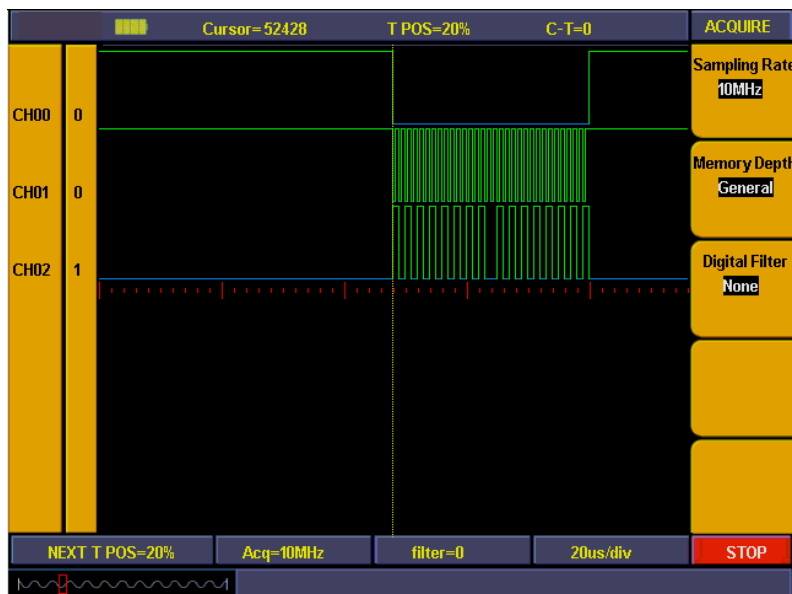 Cursor=52428 T POS=20% C-T=0 ACQUIRE
Sampling Rate
10MHz
CH00 0
Memory Depth
General
CH01 0
Digital Filter
None
CH02 1
NEXT T POS=20% Acq=10MHz filter=0 20us/div STOP